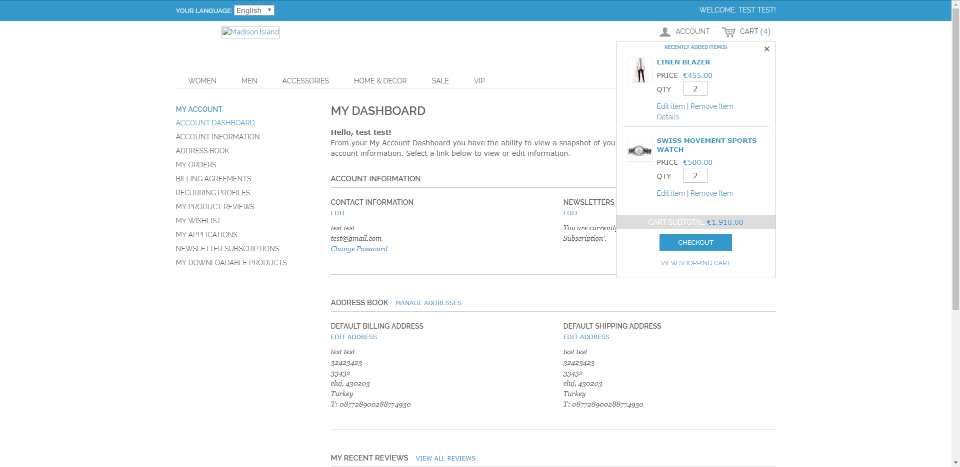 YOUR LANGUAGE: English
WELCOME, TEST TEST!
Madison Island
ACCOUNT
CART (4)
WOMEN MEN ACCESSORIES HOME & DECOR SALE VIP
RECENTLY ADDED ITEM(S)
LINEN BLAZER
PRICE €455.00
QTY 2
Edit item | Remove Item
Details
SWISS MOVEMENT SPORTS
WATCH
PRICE €500.00
QTY 2
Edit item | Remove Item
CART SUBTOTAL: €1,910.00
CHECKOUT
VIEW SHOPPING CART
MY ACCOUNT
ACCOUNT DASHBOARD
ACCOUNT INFORMATION
ADDRESS BOOK
MY ORDERS
BILLING AGREEMENTS
RECURRING PROFILES
MY PRODUCT REVIEWS
MY WISHLIST
MY APPLICATIONS
NEWSLETTER SUBSCRIPTIONS
MY DOWNLOADABLE PRODUCTS
MY DASHBOARD
Hello, test test!
From your My Account Dashboard you have the ability to view a snapshot of you
account information. Select a link below to view or edit information.
ACCOUNT INFORMATION
CONTACT INFORMATION
EDIT
test test
test@gmail.com
Change Password
NEWSLETTERS
EDIT
You are currently
Subscription'.
ADDRESS BOOK MANAGE ADDRESSES
DEFAULT BILLING ADDRESS
EDIT ADDRESS
test test
32423423
33432
cluj, 430203
Turkey
T: 087728900288774930
DEFAULT SHIPPING ADDRESS
EDIT ADDRESS
test test
32423423
33432
cluj, 430203
Turkey
T: 087728900288774930
MY RECENT REVIEWS VIEW ALL REVIEWS